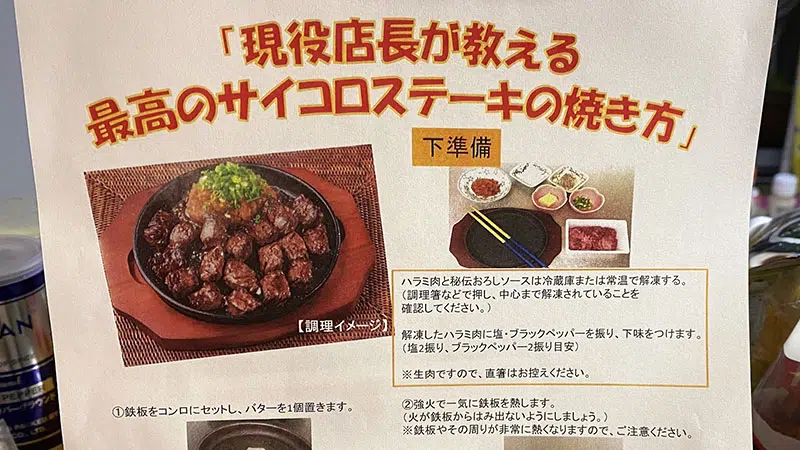 「現役店長が教える
最高のサイコロステーキの焼き方」
下準備
【調理イメージ】
ハラミ肉と秘伝おろしソースは冷蔵庫または常温で解凍する。
（調理箸などで押し、中心まで解凍されていることを
確認してください。）
解凍したハラミ肉に塩・ブラックペッパーを振り、下味をつけます。
（塩2振り、ブラックペッパー2振り目安）
※生肉ですので、直箸はお控えください。
①鉄板をコンロにセットし、バターを1個置きます。
②強火で一気に鉄板を熱します。
（火が鉄板からはみ出ないようにしましょう。）
※鉄板やその周りが非常に熱くなりますので、ご注意ください。
AN
PEPPER
CO., LTD